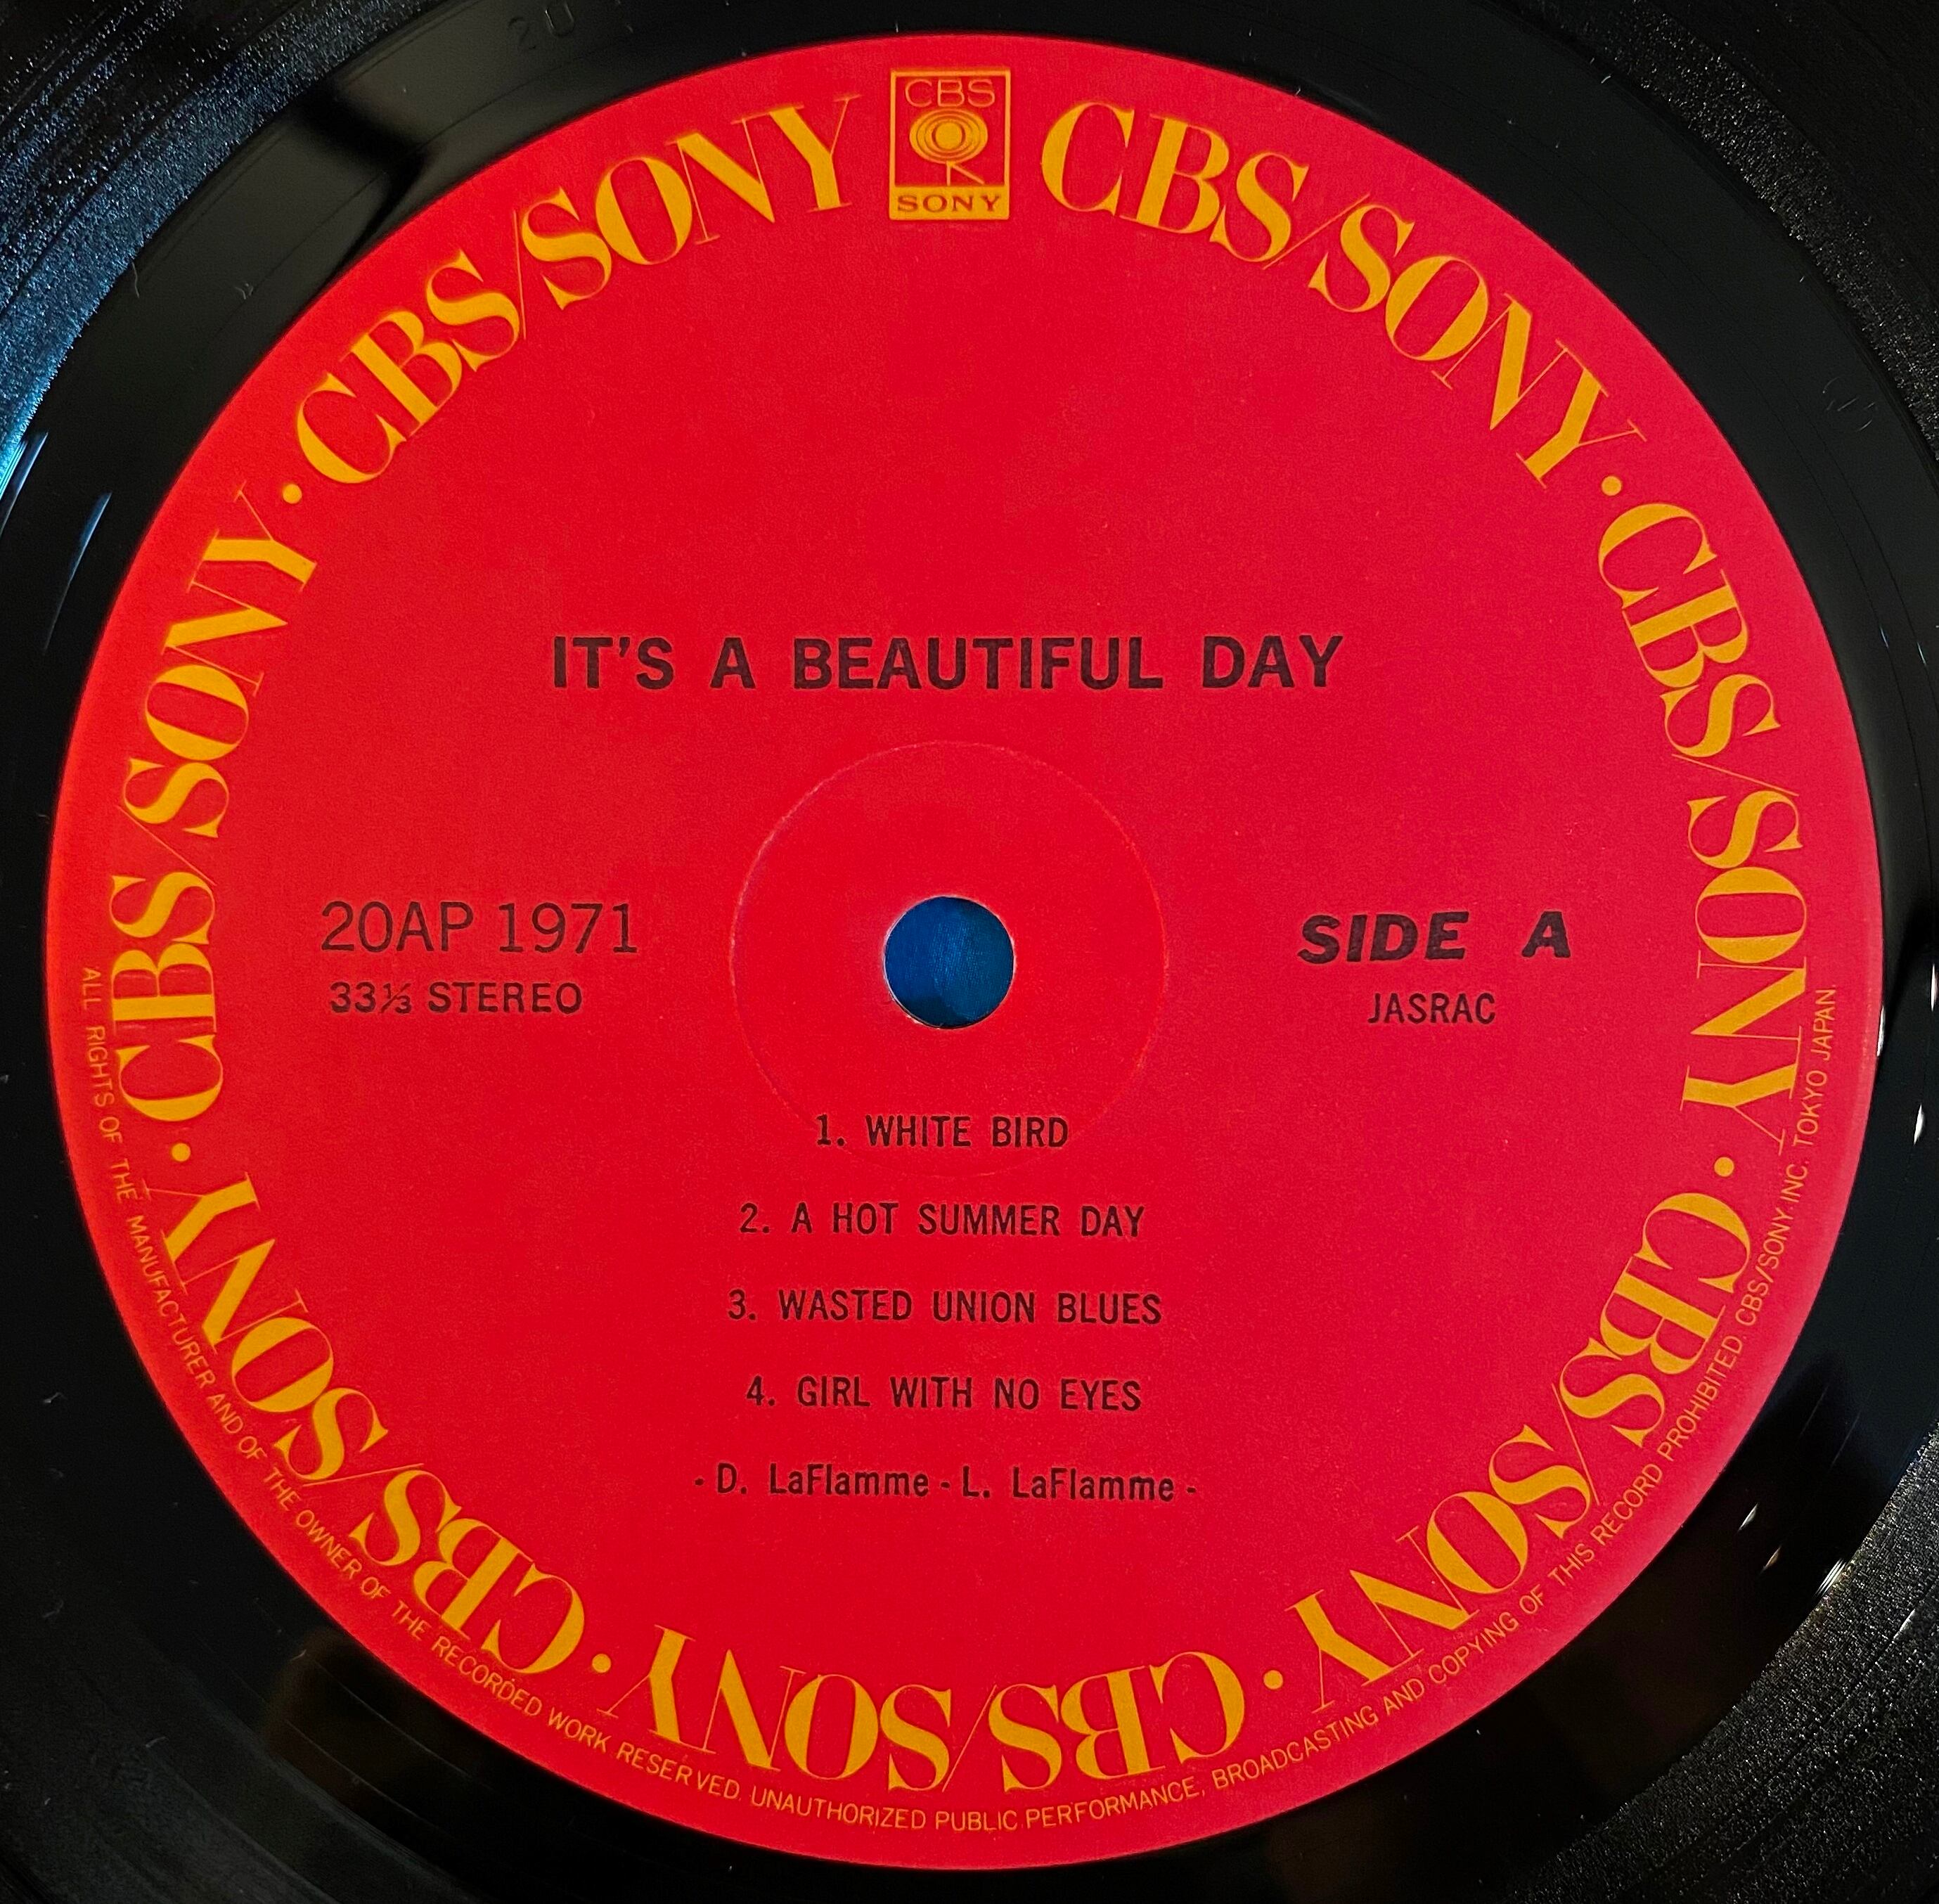 CBS
SONY
CBS/SONY · CBS/SONY · CBS/SONY · CBS/SONY · CBS/SONY · CBS/SONY · CBS/SONY
IT'S A BEAUTIFUL DAY
20AP 1971
33⅓ STEREO
SIDE A
JASRAC
1. WHITE BIRD
2. A HOT SUMMER DAY
3. WASTED UNION BLUES
4. GIRL WITH NO EYES
- D. LaFlamme - L. LaFlamme -
ALL RIGHTS OF THE MANUFACTURER AND OF THE OWNER OF THE RECORDED WORK RESERVED. UNAUTHORIZED PUBLIC PERFORMANCE, BROADCASTING AND COPYING OF THIS RECORD PROHIBITED. CBS/SONY INC. TOKYO JAPAN.